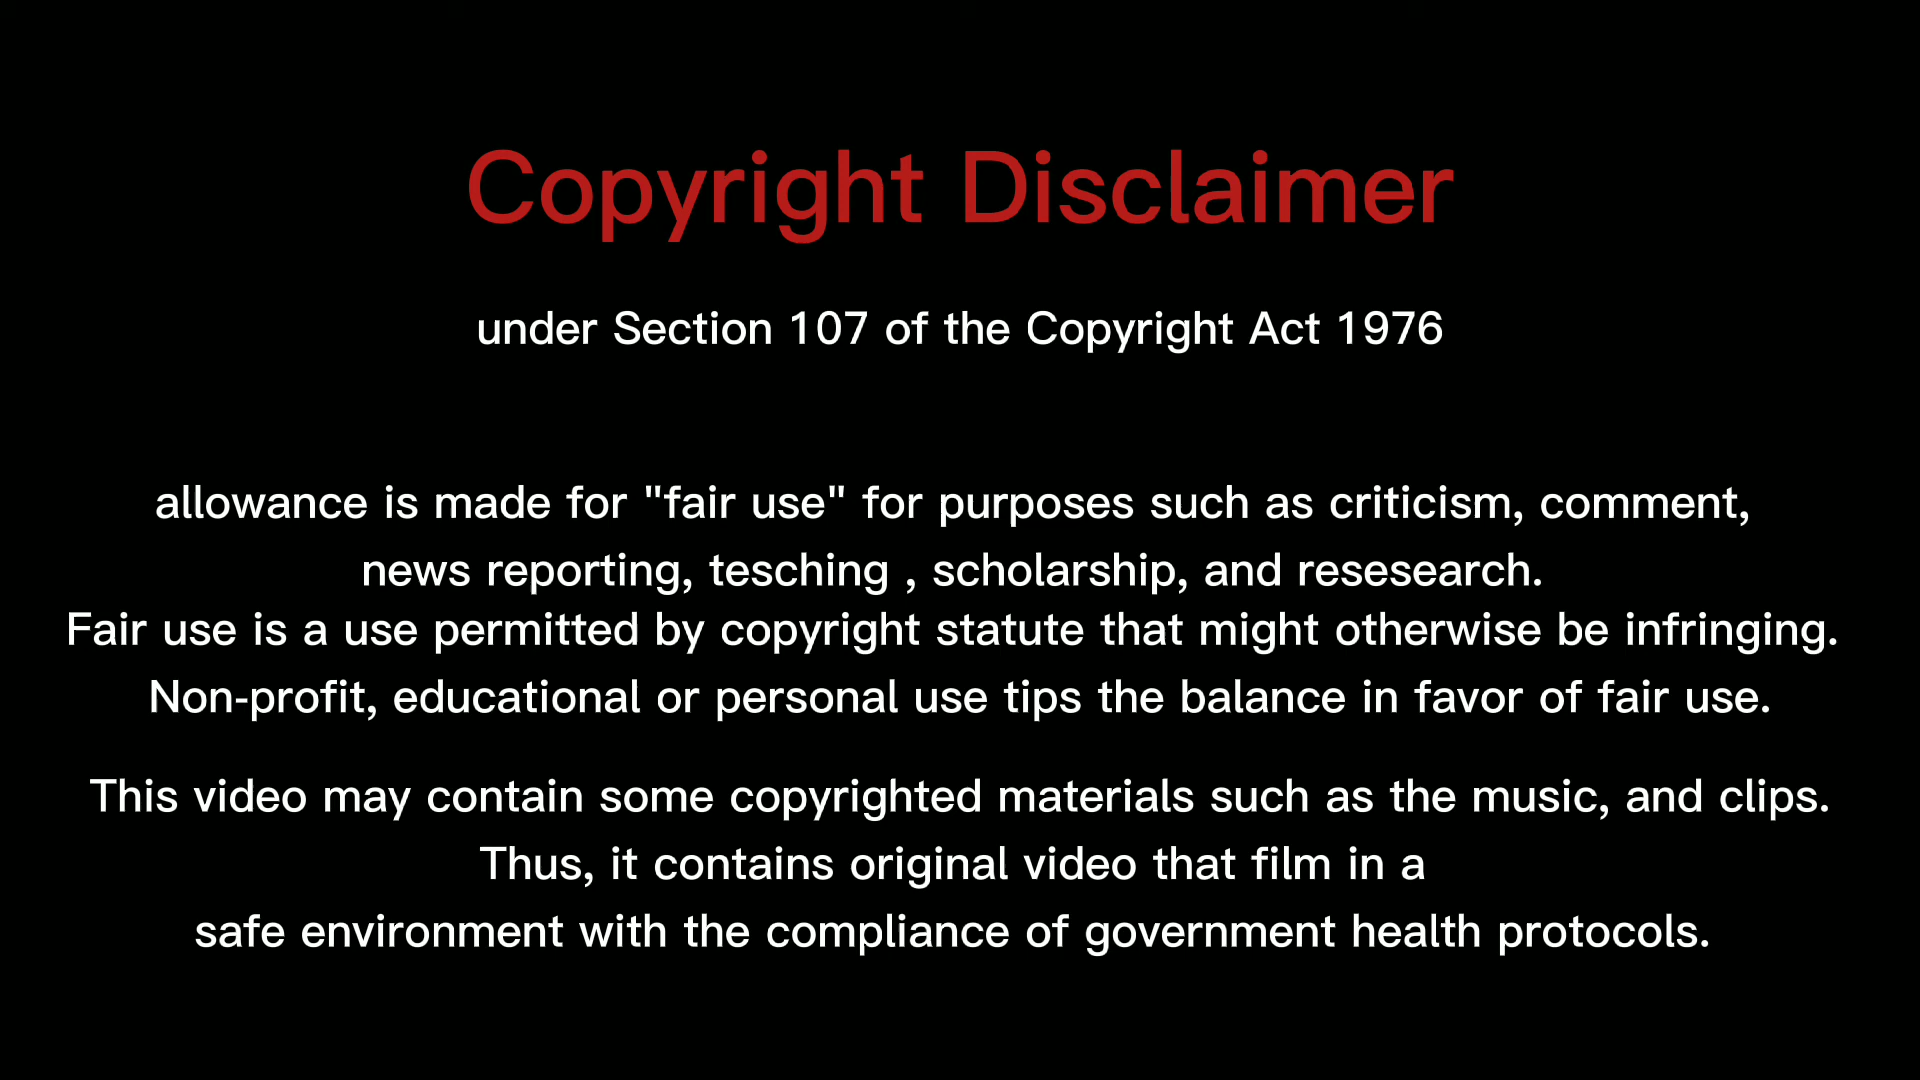 Copyright Disclaimer
under Section 107 of the Copyright Act 1976
allowance is made for "fair use" for purposes such as criticism, comment,
news reporting, tesching , scholarship, and resesearch.
Fair use is a use permitted by copyright statute that might otherwise be infringing.
Non-profit, educational or personal use tips the balance in favor of fair use.
This video may contain some copyrighted materials such as the music, and clips.
Thus, it contains original video that film in a
safe environment with the compliance of government health protocols.